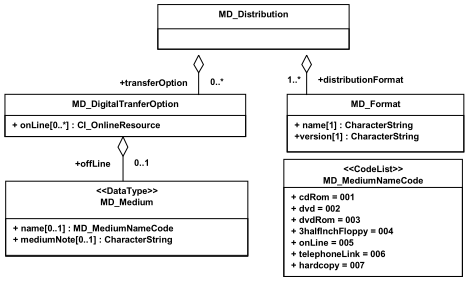 MD_Distribution
+transferOption
0..*
1..*
+distributionFormat
MD_DigitalTranferOption
+ onLine[0..*] : CI_OnlineResource
MD_Format
+ name[1] : CharacterString
+version[1] : CharacterString
+offLine
0..1
<<DataType>>
MD_Medium
+ name[0..1] : MD_MediumNameCode
+ mediumNote[0..1] : CharacterString
<<CodeList>>
MD_MediumNameCode
+ cdRom = 001
+ dvd = 002
+ dvdRom = 003
+ 3halfInchFloppy = 004
+ onLine = 005
+ telephoneLink = 006
+ hardcopy = 007